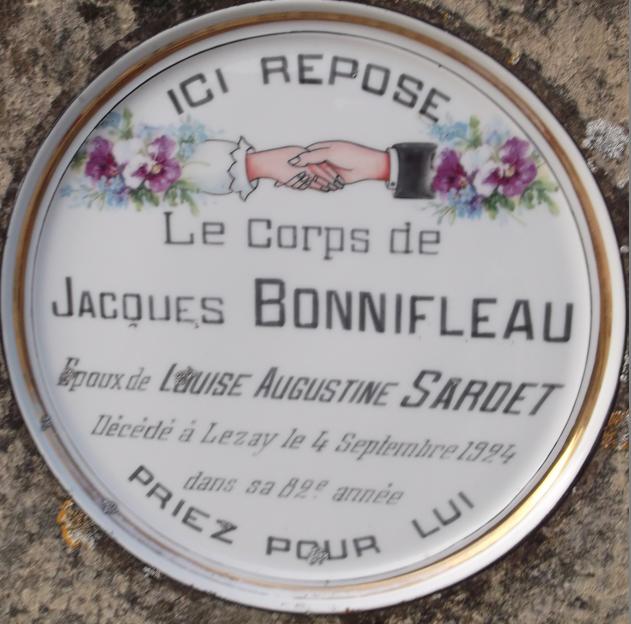 ICI REPOSE
Le Corps de
JACQUES BONNIFLEAU
Epoux de LOUISE AUGUSTINE SARDET
Décédé à Lezay le 4 Septembre 1924
dans sa 82e année
PRIEZ POUR LUI